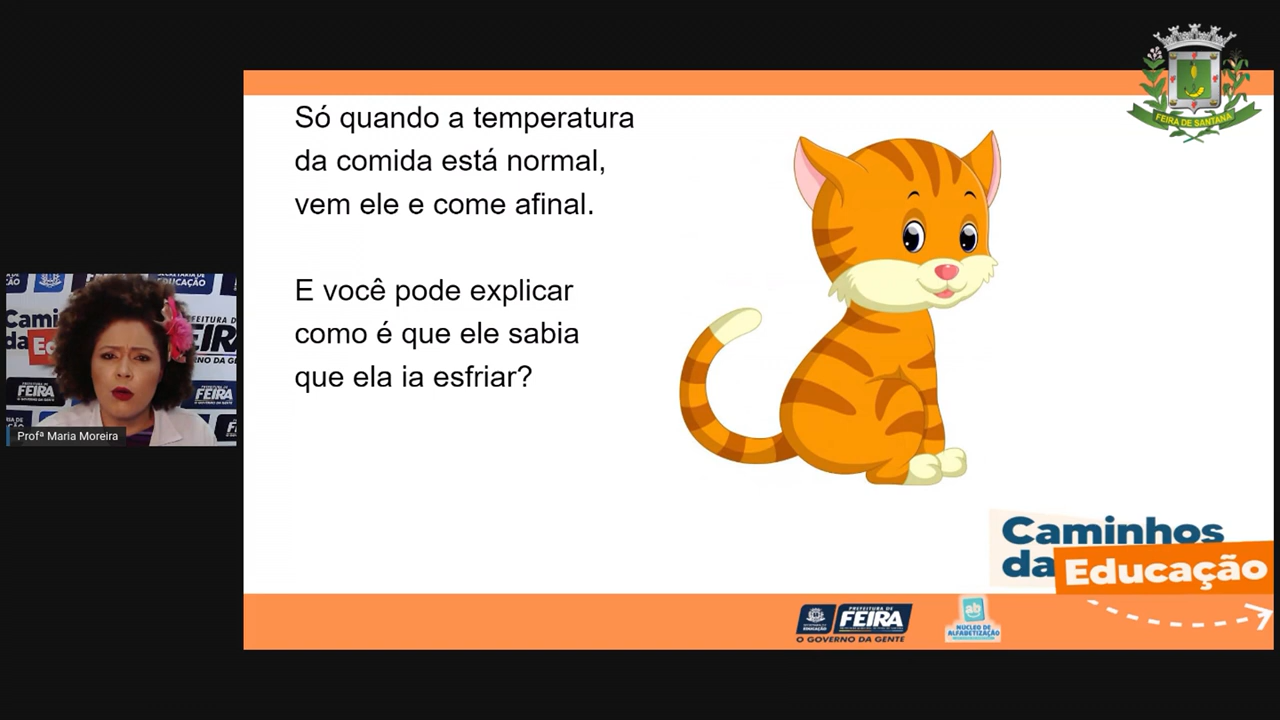 FEIRA DE SANTANA
Só quando a temperatura
da comida está normal,
vem ele e come afinal.
E você pode explicar
como é que ele sabia
que ela ia esfriar?
Profª Maria Moreira
Caminhos
da Educação
PREFEITURA DE
FEIRA
O GOVERNO DA GENTE
EDUCAÇÃO
ab
NÚCLEO DE
ALFABETIZAÇÃO